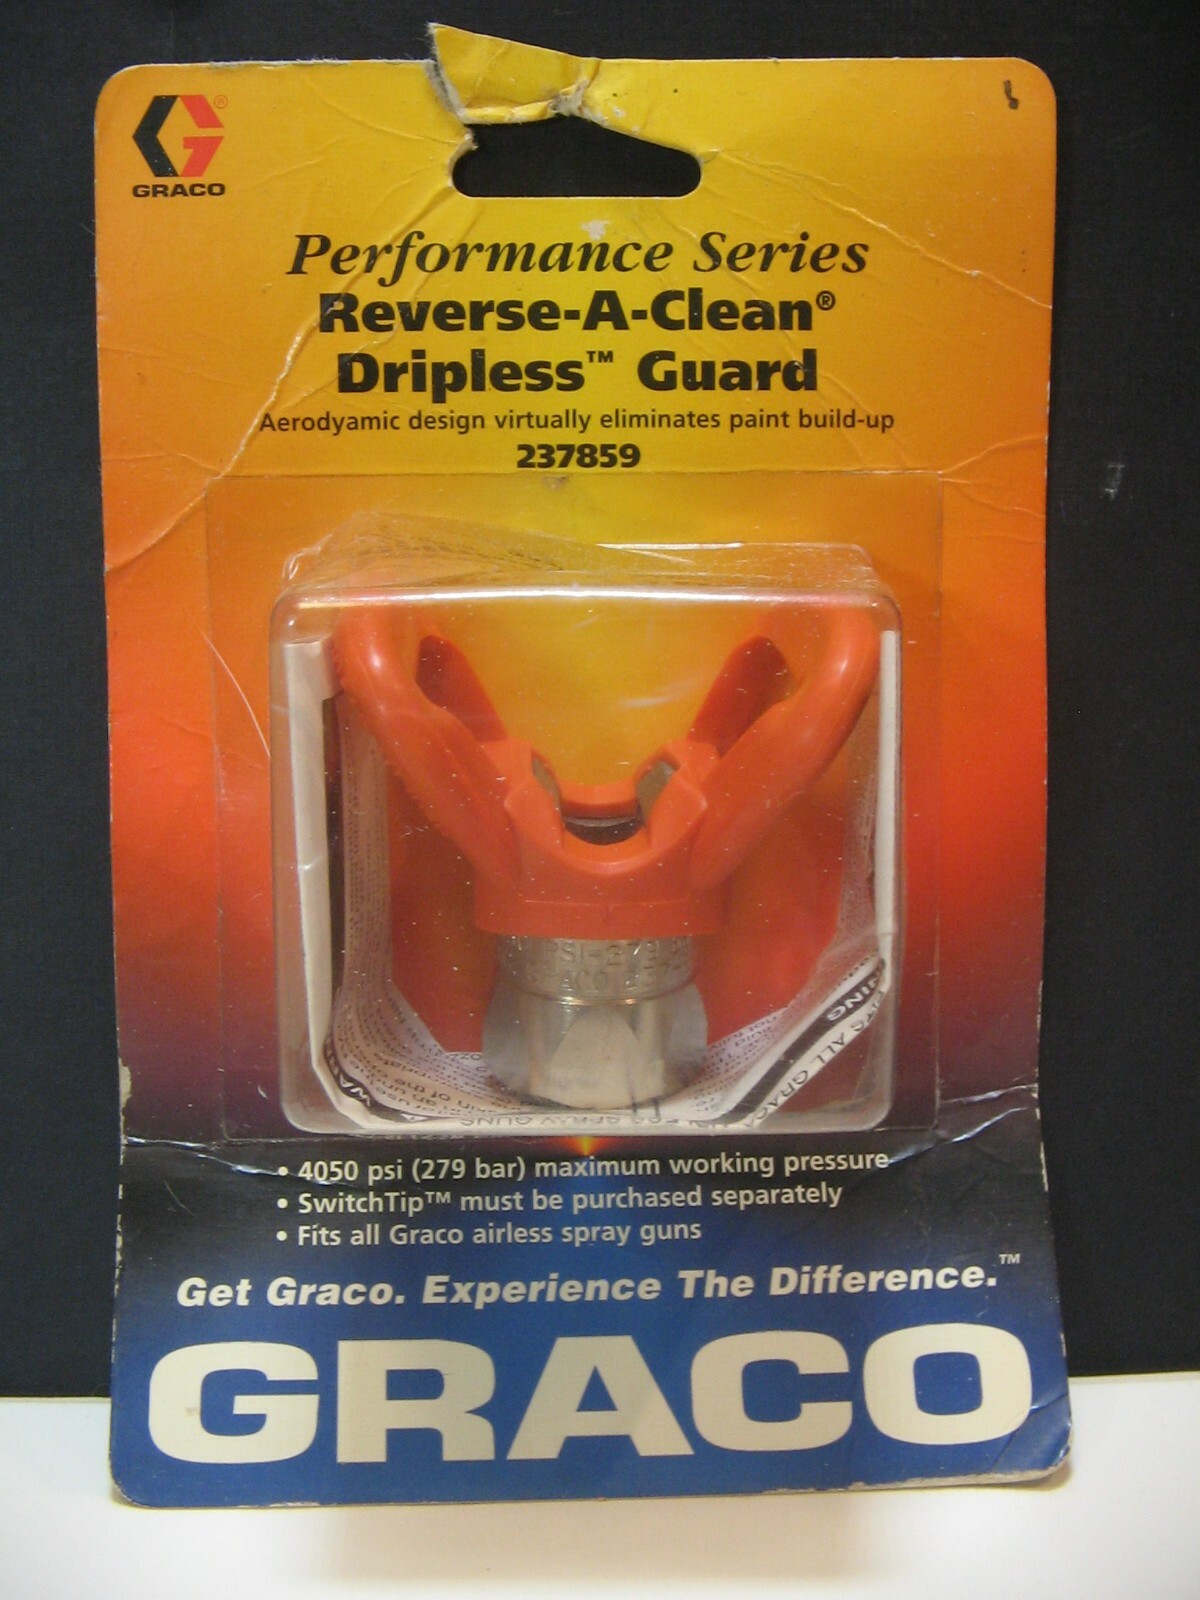 GRACO
Performance Series
Reverse-A-Clean®
Dripless™ Guard
Aerodyamic design virtually eliminates paint build-up
237859
PSI-279
• 4050 psi (279 bar) maximum working pressure
• SwitchTip™ must be purchased separately
• Fits all Graco airless spray guns
Get Graco. Experience The Difference.™
GRACO